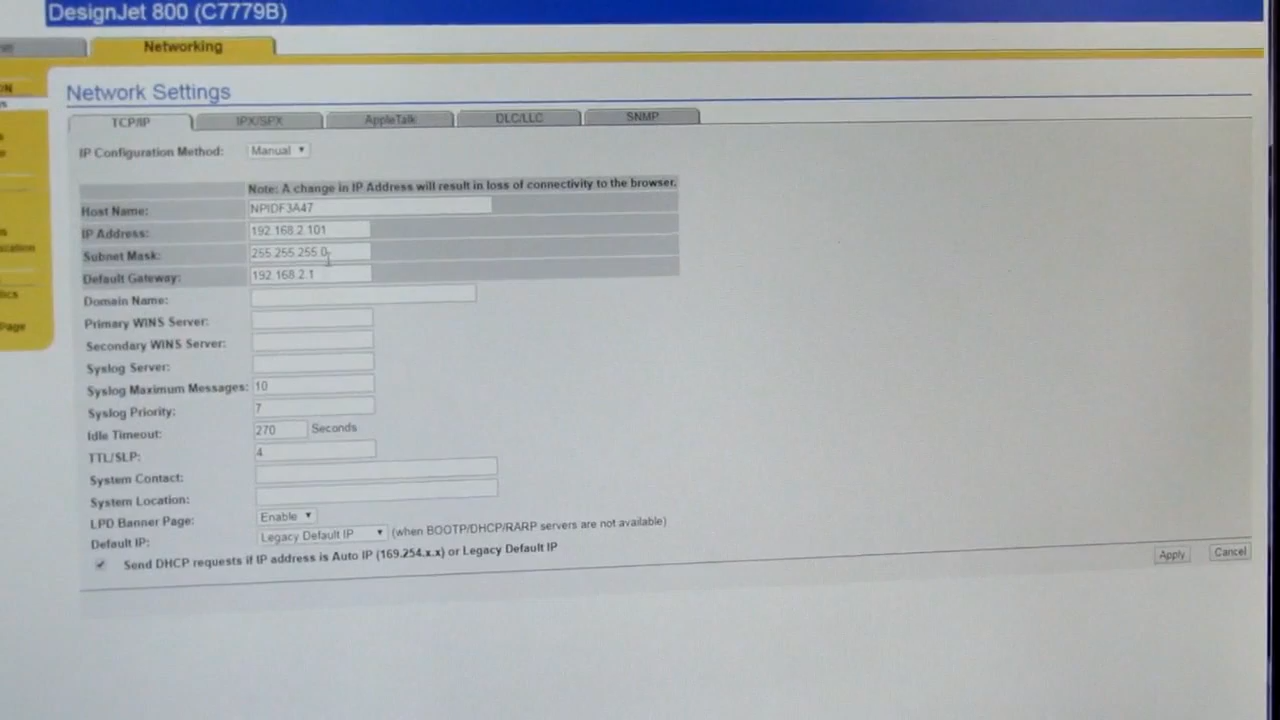 DesignJet 800 (C7779B)
Networking
Network Settings
TCP/IP IPX/SPX AppleTalk DLC/LLC SNMP
IP Configuration Method: Manual
Note: A change in IP Address will result in loss of connectivity to the browser.
Host Name: NPIDF3A47
IP Address: 192.168.2.101
Subnet Mask: 255.255.255.0
Default Gateway: 192.168.2.1
Domain Name:
Primary WINS Server:
Secondary WINS Server:
Syslog Server:
Syslog Maximum Messages: 10
Syslog Priority: 7
Idle Timeout: 270 Seconds
TTL/SLP: 4
System Contact:
System Location:
LPD Banner Page: Enable
Default IP: Legacy Default IP (when BOOTP/DHCP/RARP servers are not available)
Send DHCP requests if IP address is Auto IP (169.254.x.x) or Legacy Default IP
Apply Cancel
Page